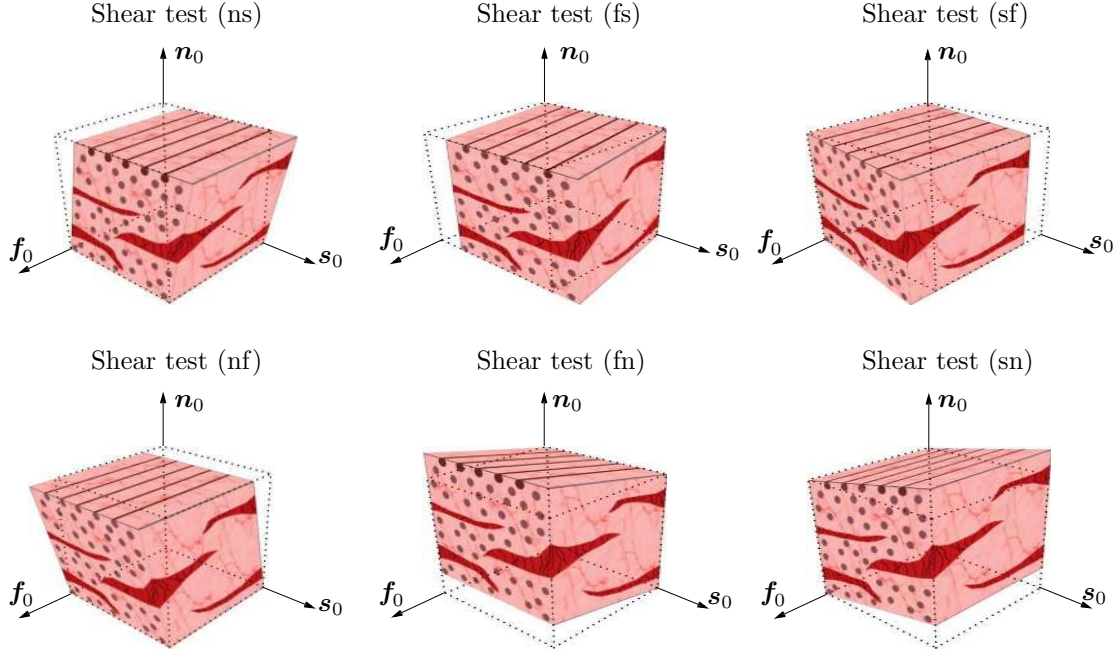 Shear test (ns)
Shear test (fs)
Shear test (sf)
n₀
n₀
n₀
f₀
s₀
f₀
s₀
f₀
s₀
Shear test (nf)
Shear test (fn)
Shear test (sn)
n₀
n₀
n₀
f₀
s₀
f₀
s₀
f₀
s₀